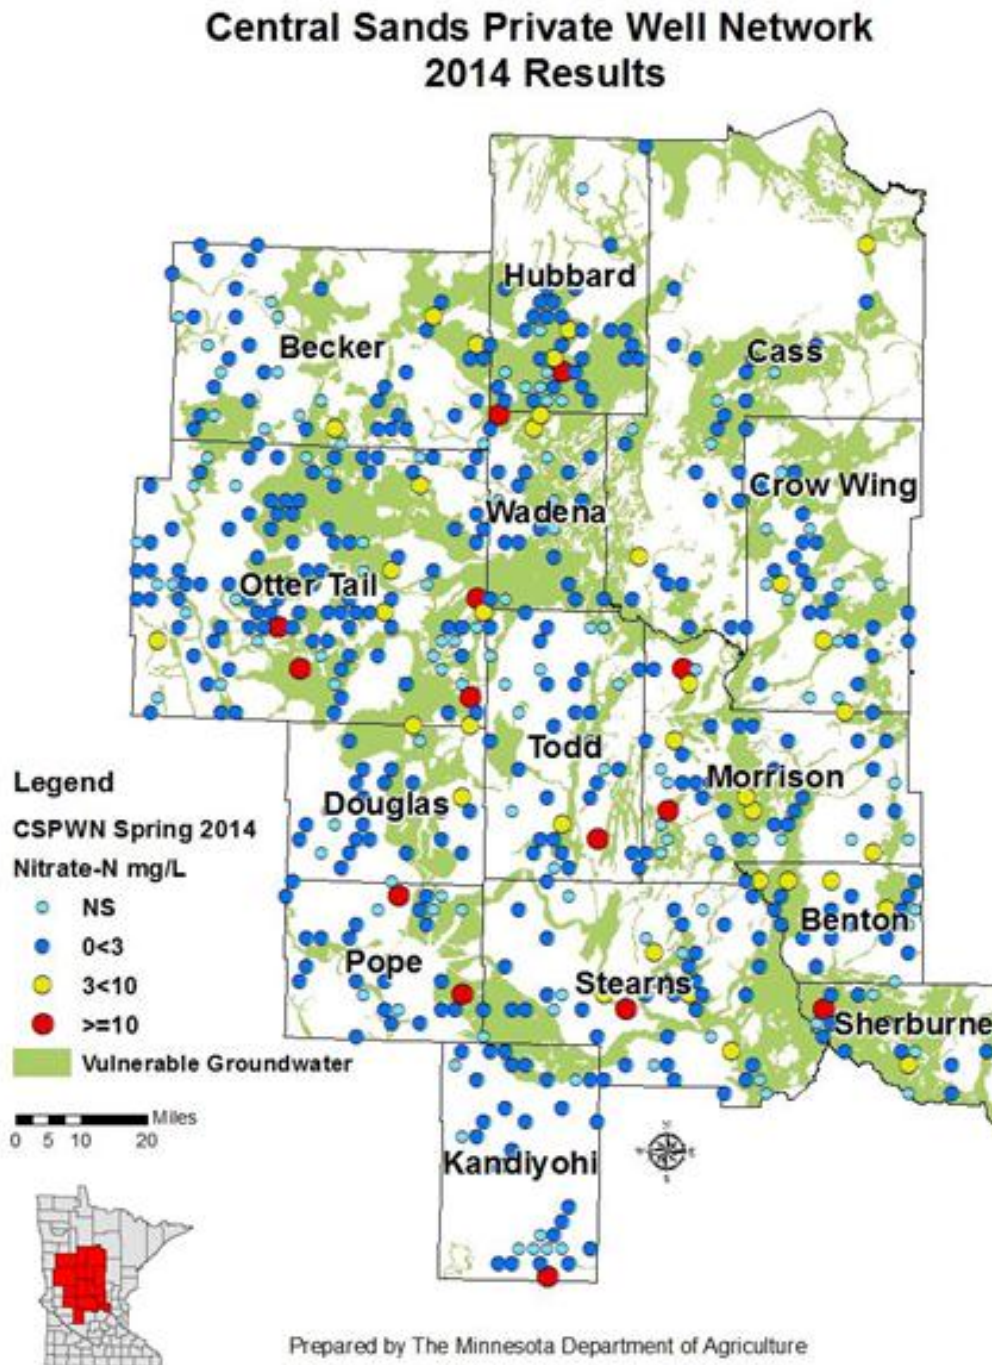 Central Sands Private Well Network
2014 Results
Hubbard
Becker
Cass
Crow Wing
Wadena
Otter Tail
Todd
Morrison
Douglas
Benton
Pope
Stearns
Sherburne
Kandiyohi
Legend
CSPWN Spring 2014
Nitrate-N mg/L
NS
0<3
3<10
>=10
Vulnerable Groundwater
Miles
0 5 10 20
Prepared by The Minnesota Department of Agriculture